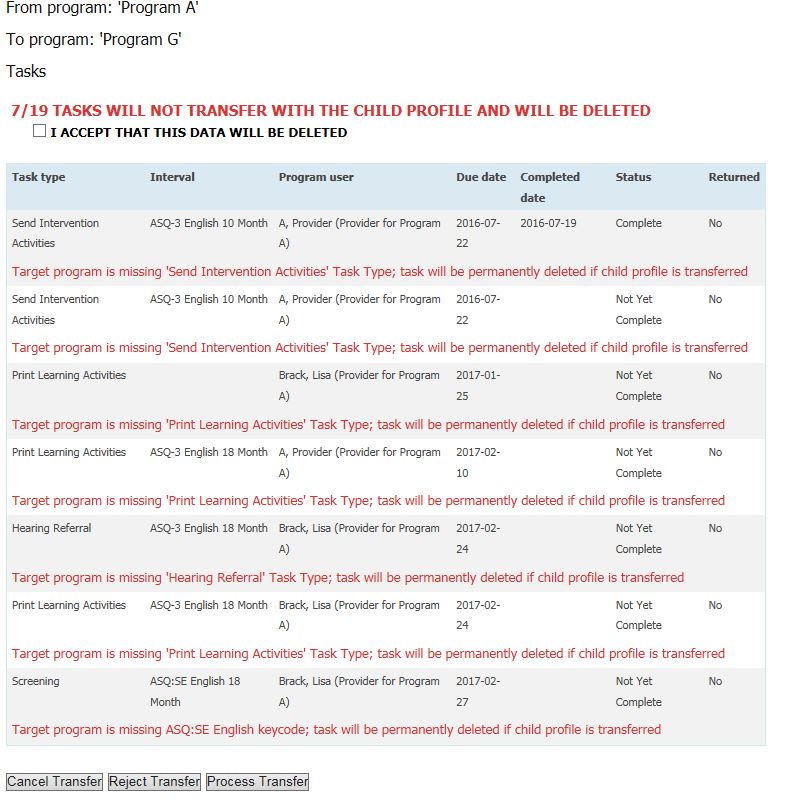 From program: 'Program A'
To program: 'Program G'
Tasks
7/19 TASKS WILL NOT TRANSFER WITH THE CHILD PROFILE AND WILL BE DELETED
I ACCEPT THAT THIS DATA WILL BE DELETED
Task type Interval Program user Due date Completed date Status Returned
Send Intervention Activities ASQ-3 English 10 Month A, Provider (Provider for Program A) 2016-07-22 2016-07-19 Complete No
Target program is missing 'Send Intervention Activities' Task Type; task will be permanently deleted if child profile is transferred
Send Intervention Activities ASQ-3 English 10 Month A, Provider (Provider for Program A) 2016-07-22 Not Yet Complete No
Target program is missing 'Send Intervention Activities' Task Type; task will be permanently deleted if child profile is transferred
Print Learning Activities Brack, Lisa (Provider for Program A) 2017-01-25 Not Yet Complete No
Target program is missing 'Print Learning Activities' Task Type; task will be permanently deleted if child profile is transferred
Print Learning Activities ASQ-3 English 18 Month A, Provider (Provider for Program A) 2017-02-10 Not Yet Complete No
Target program is missing 'Print Learning Activities' Task Type; task will be permanently deleted if child profile is transferred
Hearing Referral ASQ-3 English 18 Month Brack, Lisa (Provider for Program A) 2017-02-24 Not Yet Complete No
Target program is missing 'Hearing Referral' Task Type; task will be permanently deleted if child profile is transferred
Print Learning Activities ASQ-3 English 18 Month Brack, Lisa (Provider for Program A) 2017-02-24 Not Yet Complete No
Target program is missing 'Print Learning Activities' Task Type; task will be permanently deleted if child profile is transferred
Screening ASQ:SE English 18 Month Brack, Lisa (Provider for Program A) 2017-02-27 Not Yet Complete No
Target program is missing ASQ:SE English keycode; task will be permanently deleted if child profile is transferred
Cancel Transfer Reject Transfer Process Transfer